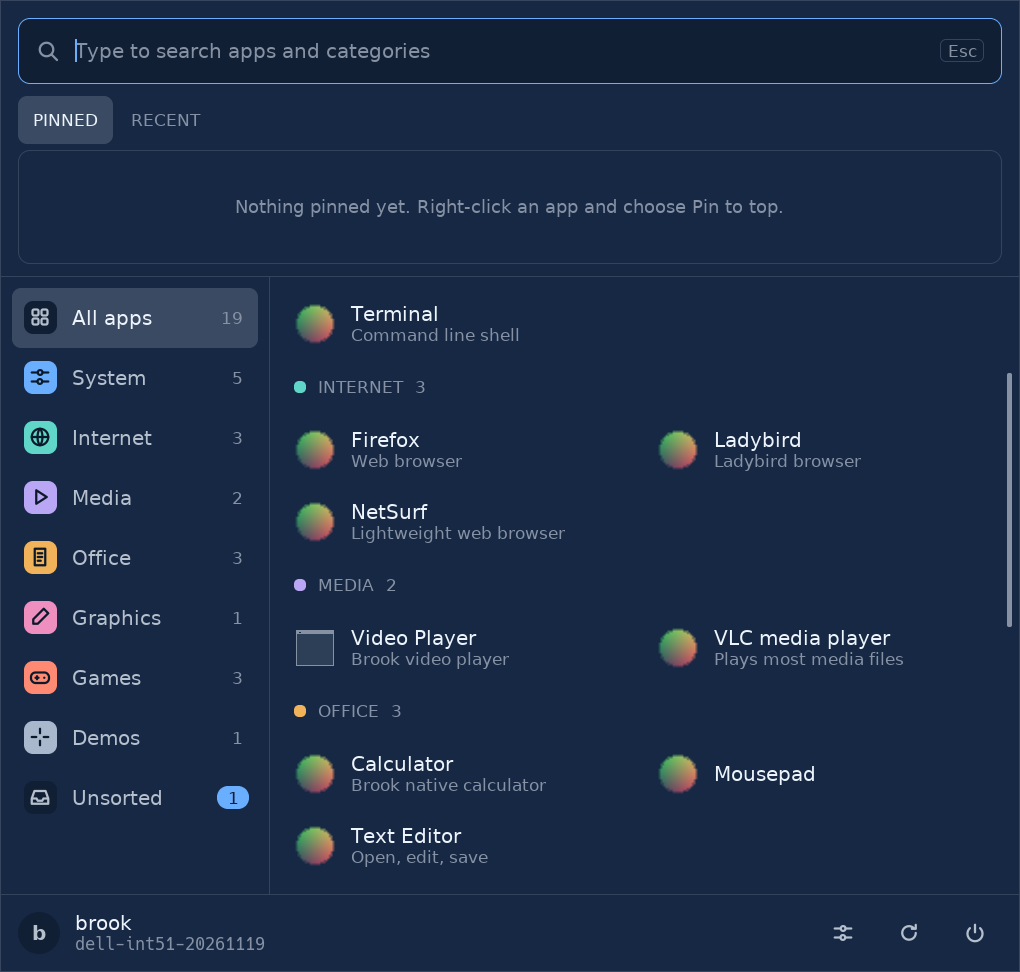 Type to search apps and categories
Esc
PINNED
RECENT
Nothing pinned yet. Right-click an app and choose Pin to top.
All apps 19
System 5
Internet 3
Media 2
Office 3
Graphics 1
Games 3
Demos 1
Unsorted 1
Terminal
Command line shell
INTERNET 3
Firefox
Web browser
Ladybird
Ladybird browser
NetSurf
Lightweight web browser
MEDIA 2
Video Player
Brook video player
VLC media player
Plays most media files
OFFICE 3
Calculator
Brook native calculator
Mousepad
Text Editor
Open, edit, save
b
brook
dell-int51-20261119